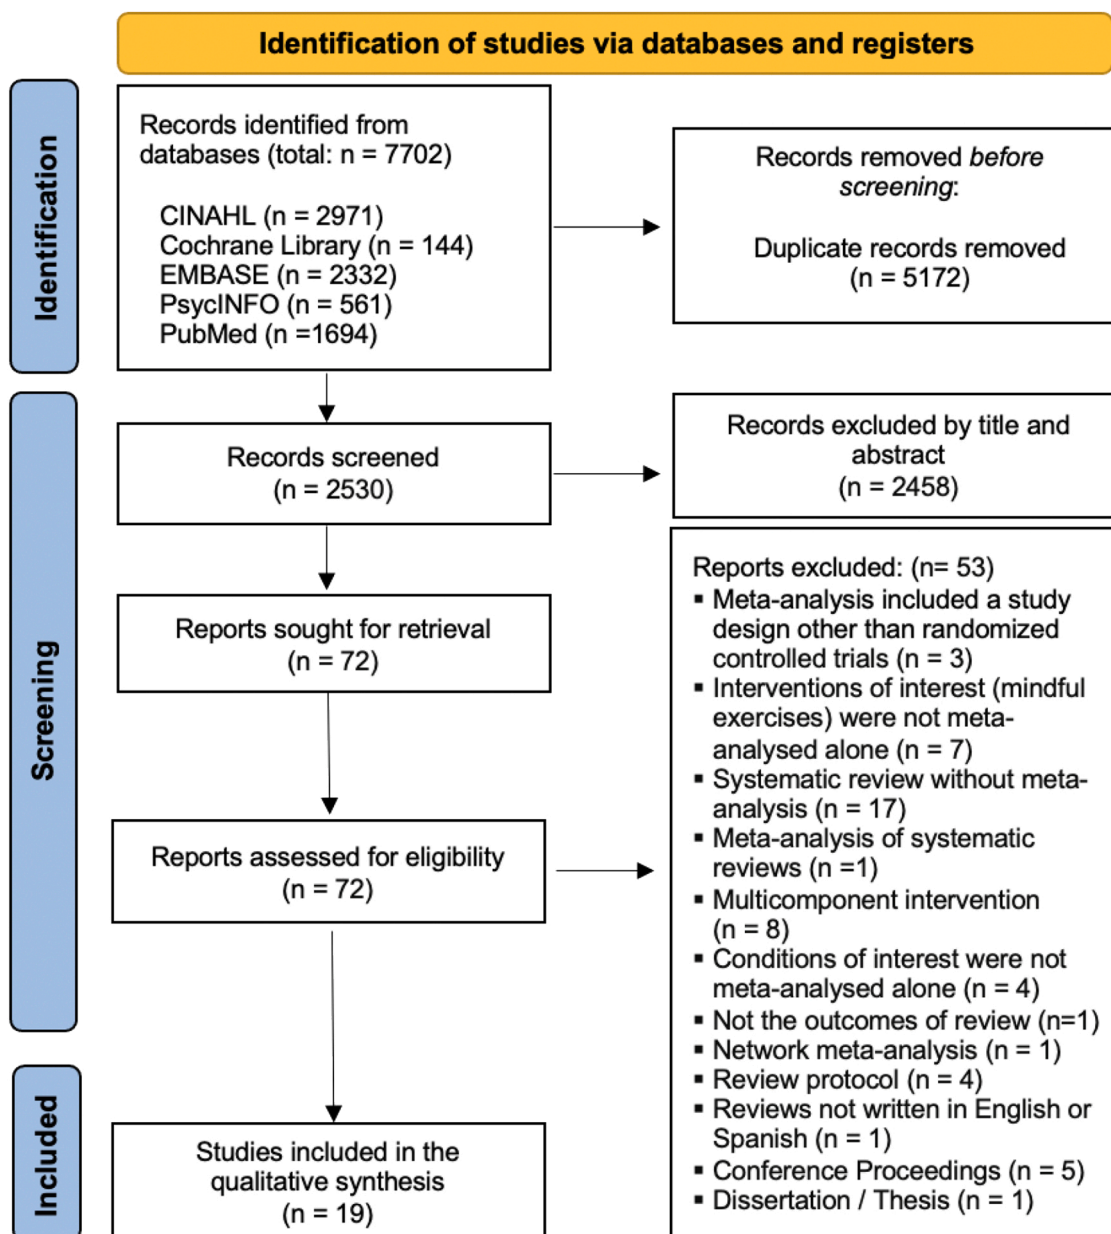 Identification of studies via databases and registers
Identification
Records identified from
databases (total: n = 7702)
CINAHL (n = 2971)
Cochrane Library (n = 144)
EMBASE (n = 2332)
PsycINFO (n = 561)
PubMed (n =1694)
Records removed before
screening:
Duplicate records removed
(n = 5172)
Screening
Records screened
(n = 2530)
Records excluded by title and
abstract
(n = 2458)
Reports sought for retrieval
(n = 72)
Reports assessed for eligibility
(n = 72)
Reports excluded: (n= 53)
▪ Meta-analysis included a study
design other than randomized
controlled trials (n = 3)
▪ Interventions of interest (mindful
exercises) were not meta-
analysed alone (n = 7)
▪ Systematic review without meta-
analysis (n = 17)
▪ Meta-analysis of systematic
reviews (n =1)
▪ Multicomponent intervention
(n = 8)
▪ Conditions of interest were not
meta-analysed alone (n = 4)
▪ Not the outcomes of review (n=1)
▪ Network meta-analysis (n = 1)
▪ Review protocol (n = 4)
▪ Reviews not written in English or
Spanish (n = 1)
▪ Conference Proceedings (n = 5)
▪ Dissertation / Thesis (n = 1)
Included
Studies included in the
qualitative synthesis
(n = 19)